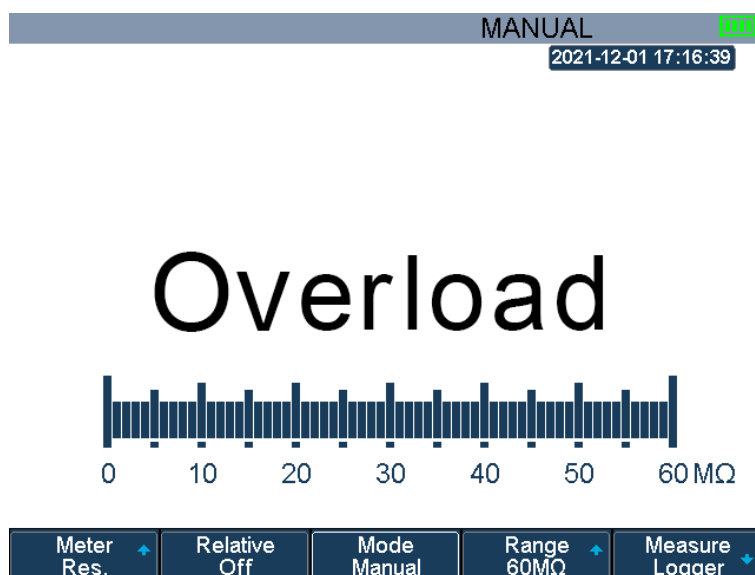 MANUAL
2021-12-01 17:16:39
Overload
0 10 20 30 40 50 60 MΩ
Meter Relative Mode Range Measure
Res. Off Manual 60MΩ Logger